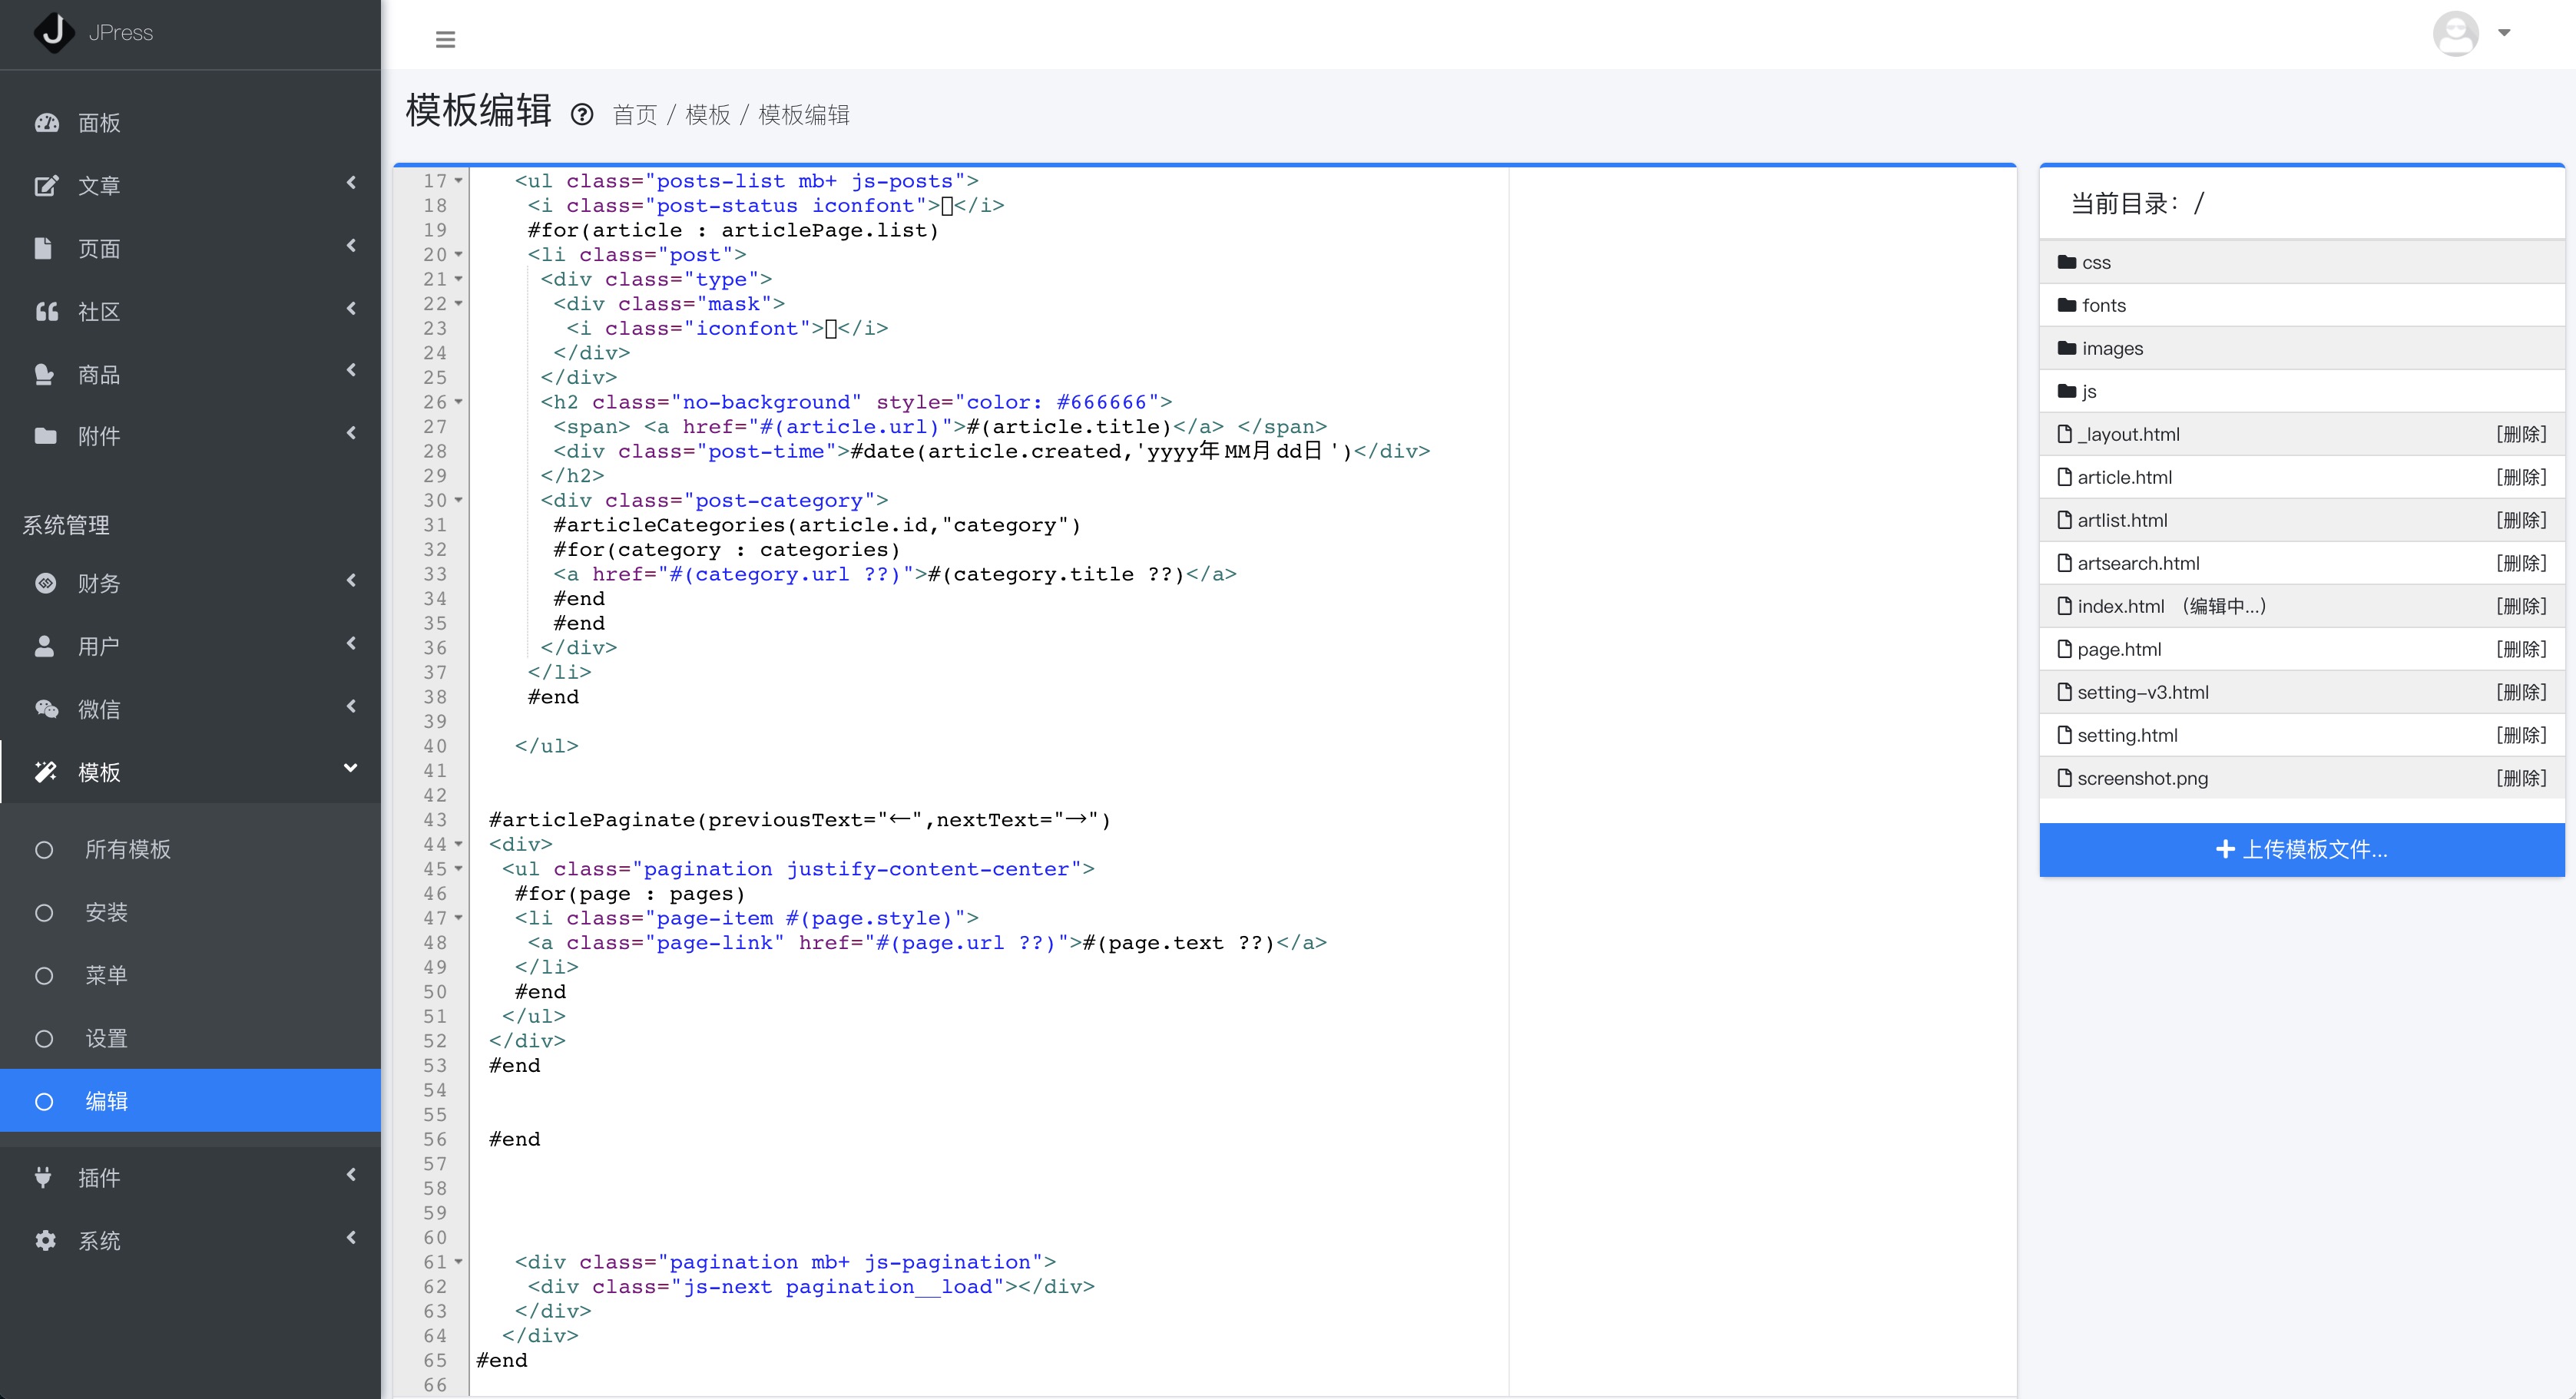 JPress
面板
文章
页面
社区
商品
附件
系统管理
财务
用户
微信
模板
所有模板
安装
菜单
设置
编辑
插件
系统
模板编辑 首页 / 模板 / 模板编辑
17 <ul class="posts-list mb+ js-posts">
18 <i class="post-status iconfont"></i>
19 #for(article : articlePage.list)
20 <li class="post">
21 <div class="type">
22 <div class="mask">
23 <i class="iconfont"></i>
24 </div>
25 </div>
26 <h2 class="no-background" style="color: #666666">
27 <span> <a href="#(article.url)">#(article.title)</a> </span>
28 <div class="post-time">#date(article.created,'yyyy年MM月dd日')</div>
29 </h2>
30 <div class="post-category">
31 #articleCategories(article.id,"category")
32 #for(category : categories)
33 <a href="#(category.url ??)">#(category.title ??)</a>
34 #end
35 #end
36 </div>
37 </li>
38 #end
39
40 </ul>
41
42
43 #articlePaginate(previousText="←",nextText="→")
44 <div>
45 <ul class="pagination justify-content-center">
46 #for(page : pages)
47 <li class="page-item #(page.style)">
48 <a class="page-link" href="#(page.url ??)">#(page.text ??)</a>
49 </li>
50 #end
51 </ul>
52 </div>
53 #end
54
55
56 #end
57
58
59
60
61 <div class="pagination mb+ js-pagination">
62 <div class="js-next pagination__load"></div>
63 </div>
64 </div>
65 #end
66
当前目录：/
css
fonts
images
js
_layout.html [删除]
article.html [删除]
artlist.html [删除]
artsearch.html [删除]
index.html （编辑中...） [删除]
page.html [删除]
setting-v3.html [删除]
setting.html [删除]
screenshot.png [删除]
上传模板文件...